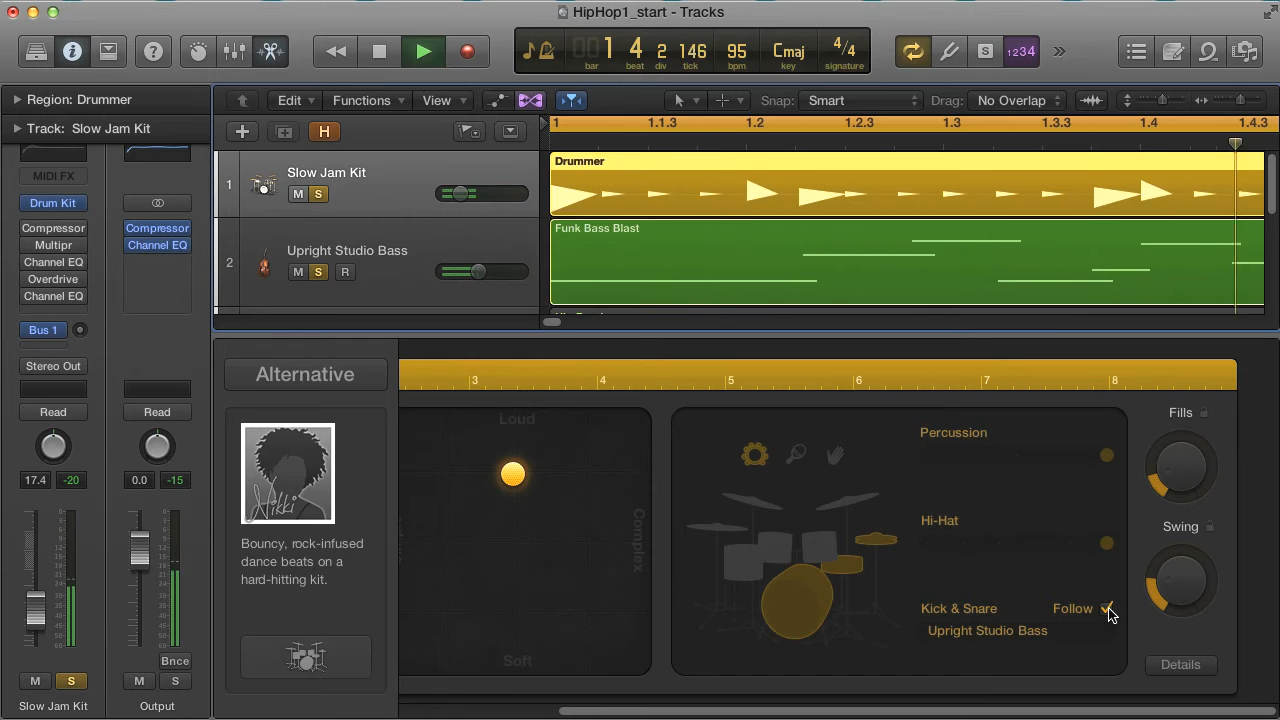 HipHop1_start - Tracks
001 4 2 146 95 Cmaj 4/4
bar beat div tick bpm key signature
S 1234
Region: Drummer
Edit Functions View Snap: Smart Drag: No Overlap
Track: Slow Jam Kit
H
1 1.1.3 1.2 1.2.3 1.3 1.3.3 1.4 1.4.3
MIDI FX
Drum Kit
Compressor
Multipr
Channel EQ
Overdrive
Channel EQ
Bus 1
Stereo Out
Read
17.4 -20
M S
Slow Jam Kit
Compressor
Channel EQ
Read
0.0 -15
Bnce
M S
Output
1 Slow Jam Kit
M S
Drummer
2 Upright Studio Bass
M S R
Funk Bass Blast
Alternative
Nikki
Bouncy, rock-infused
dance beats on a
hard-hitting kit.
3 4 5 6 7 8
Loud
Complex
Soft
Percussion
Hi-Hat
Kick & Snare Follow
Upright Studio Bass
Fills
Swing
Details